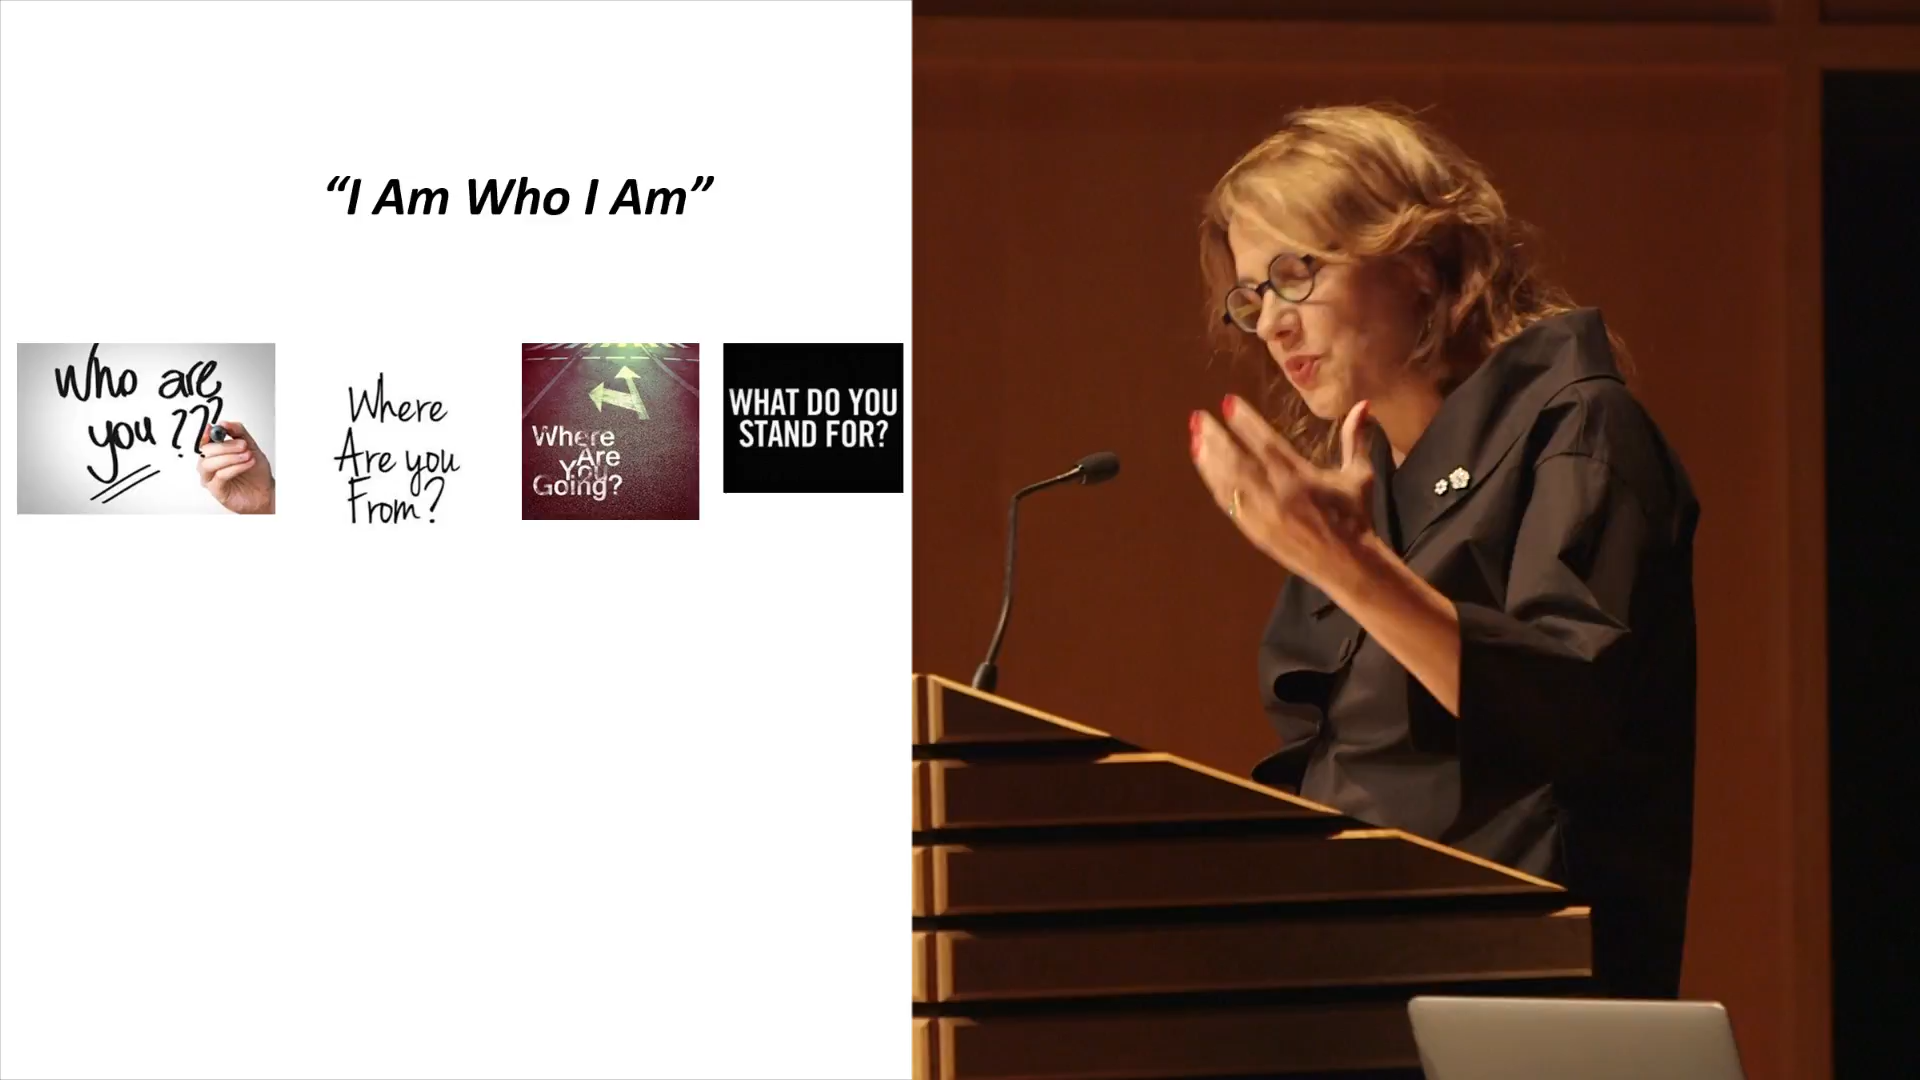 “I Am Who I Am”
Who are
you ???
Where
Are you
From?
Where
Are
You
Going?
WHAT DO YOU
STAND FOR?